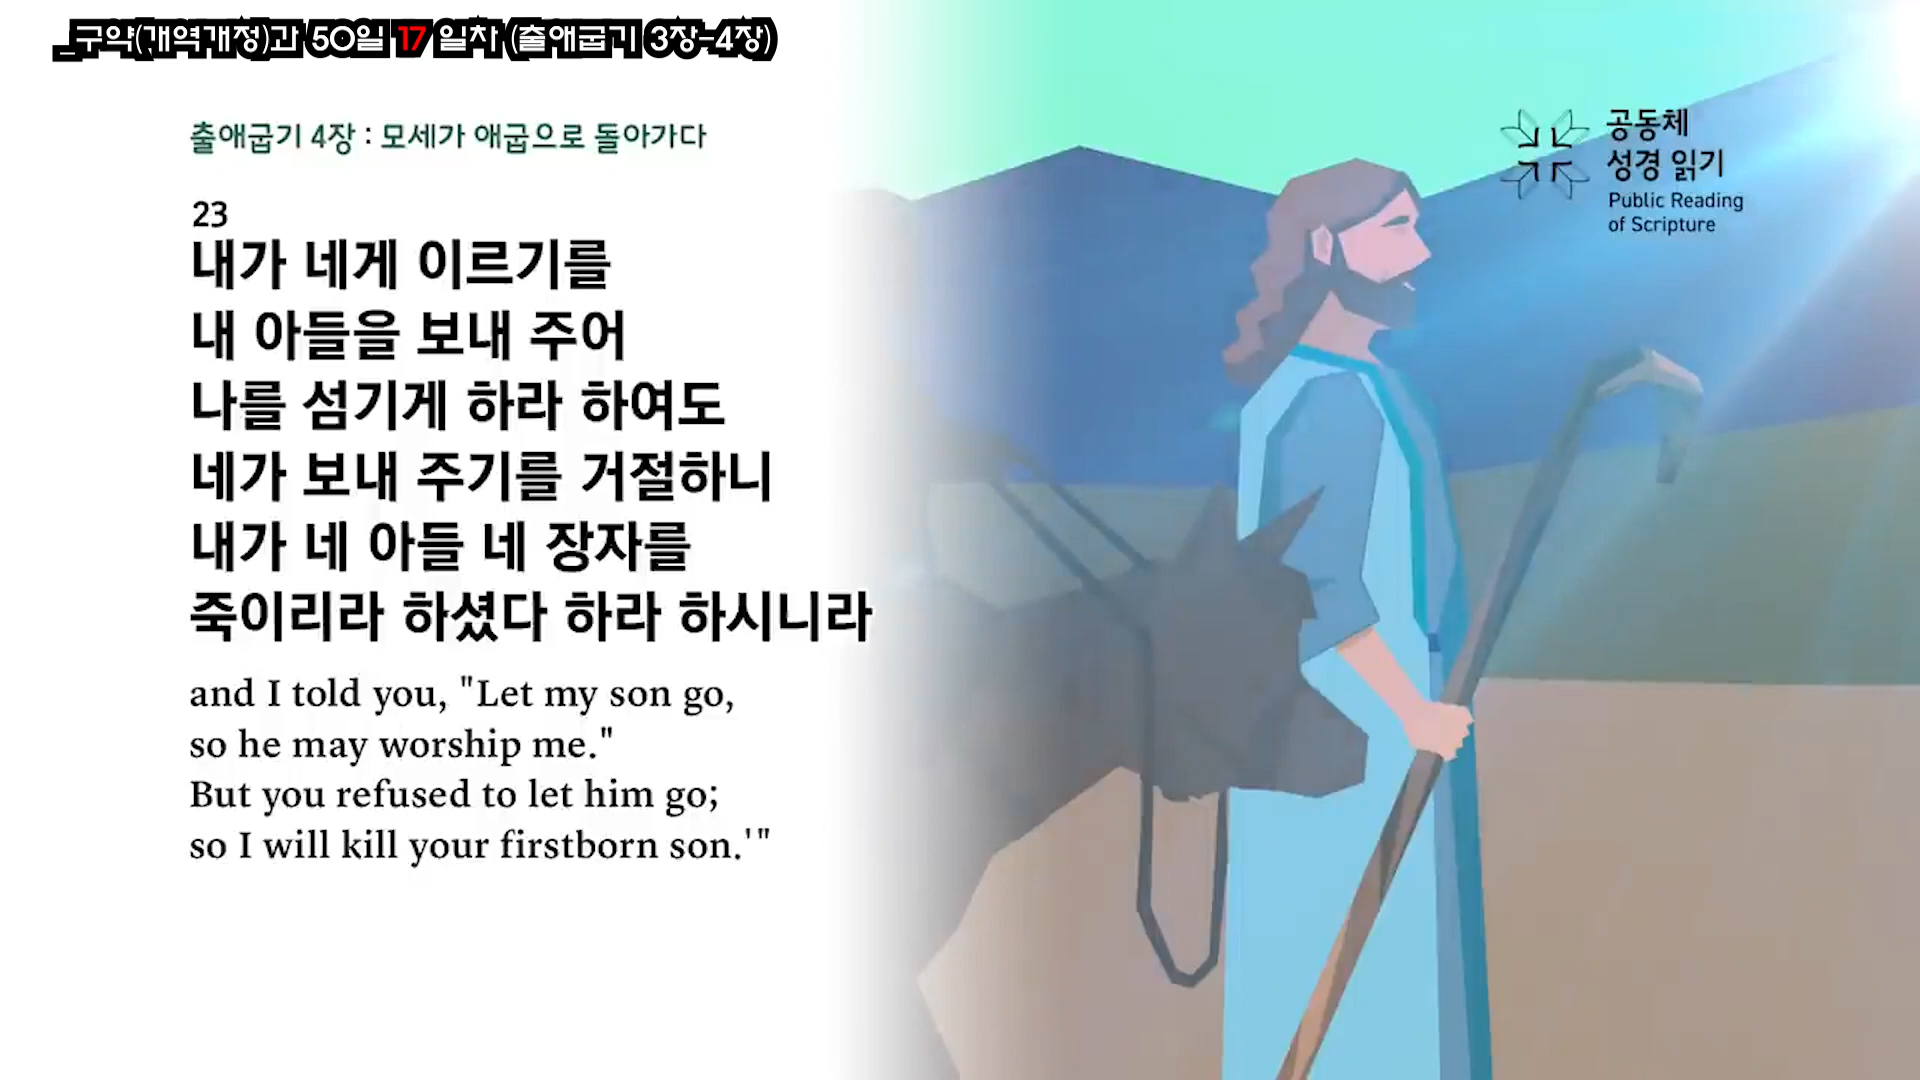 _구약(개역개정)과 50일 17 일차 (출애굽기 3장-4장)
출애굽기 4장 : 모세가 애굽으로 돌아가다
23
내가 네게 이르기를
내 아들을 보내 주어
나를 섬기게 하라 하여도
네가 보내 주기를 거절하니
내가 네 아들 네 장자를
죽이리라 하셨다 하라 하시니라
and I told you, "Let my son go,
so he may worship me."
But you refused to let him go;
so I will kill your firstborn son.'"
공동체
성경 읽기
Public Reading
of Scripture